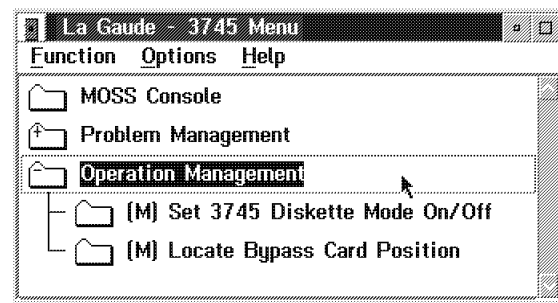 La Gaude - 3745 Menu
Function Options Help
MOSS Console
Problem Management
Operation Management
(M) Set 3745 Diskette Mode On/Off
(M) Locate Bypass Card Position